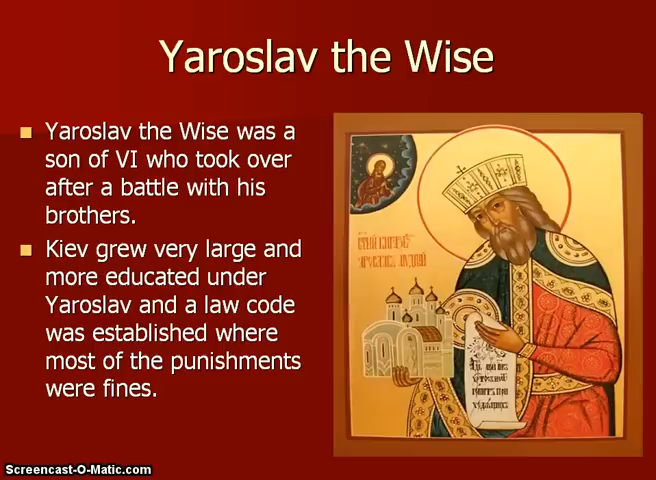 Yaroslav the Wise
Yaroslav the Wise was a
son of VI who took over
after a battle with his
brothers.
Kiev grew very large and
more educated under
Yaroslav and a law code
was established where
most of the punishments
were fines.
Screencast-O-Matic.com